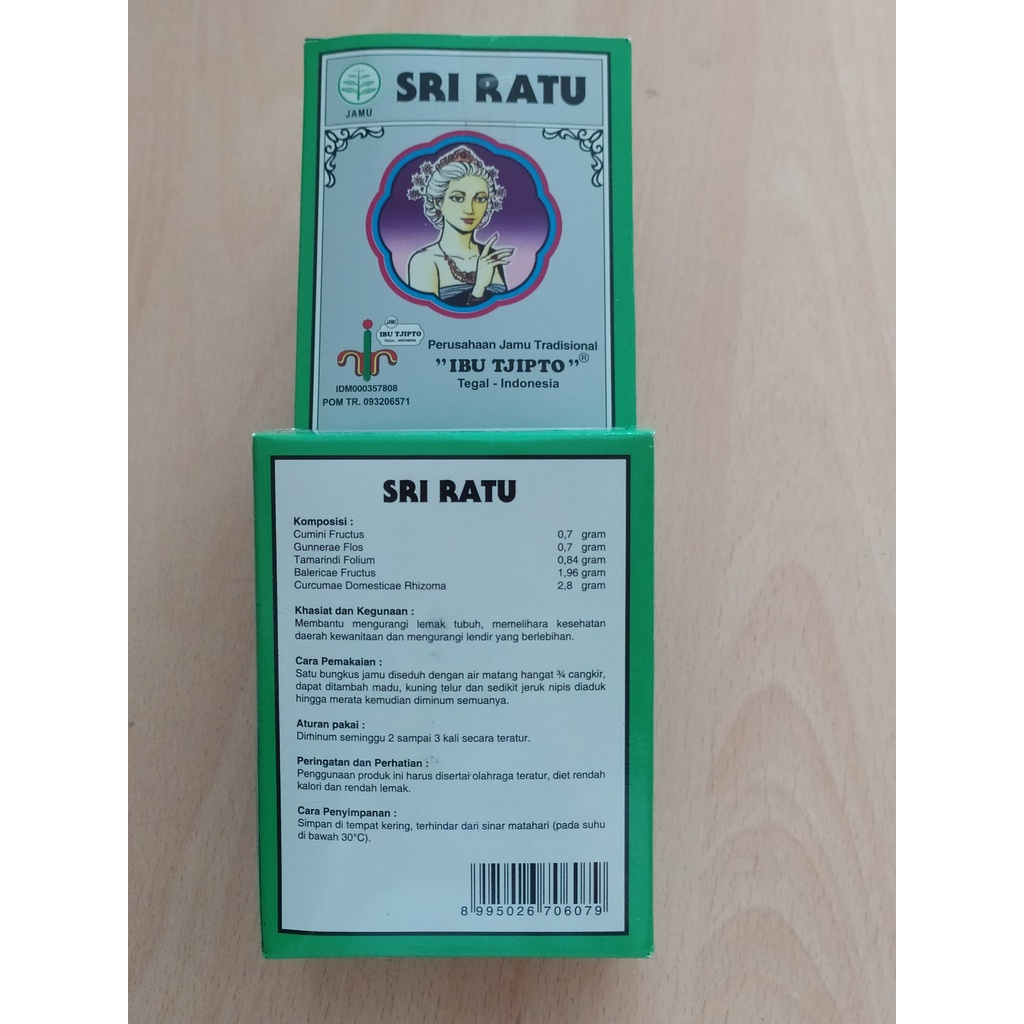 SRI RATU
JAMU
JAMU
IBU TJIPTO
TEGAL - INDONESIA
Perusahaan Jamu Tradisional
"IBU TJIPTO"®
Tegal - Indonesia
IDM000357808
POM TR. 093206571
SRI RATU
Komposisi :
Cumini Fructus 0,7 gram
Gunnerae Flos 0,7 gram
Tamarindi Folium 0,84 gram
Balericae Fructus 1,96 gram
Curcumae Domesticae Rhizoma 2,8 gram
Khasiat dan Kegunaan :
Membantu mengurangi lemak tubuh, memelihara kesehatan
daerah kewanitaan dan mengurangi lendir yang berlebihan.
Cara Pemakaian :
Satu bungkus jamu diseduh dengan air matang hangat ¾ cangkir,
dapat ditambah madu, kuning telur dan sedikit jeruk nipis diaduk
hingga merata kemudian diminum semuanya.
Aturan pakai :
Diminum seminggu 2 sampai 3 kali secara teratur.
Peringatan dan Perhatian :
Penggunaan produk ini harus disertai olahraga teratur, diet rendah
kalori dan rendah lemak.
Cara Penyimpanan :
Simpan di tempat kering, terhindar dari sinar matahari (pada suhu
di bawah 30°C).
8 995026 706079